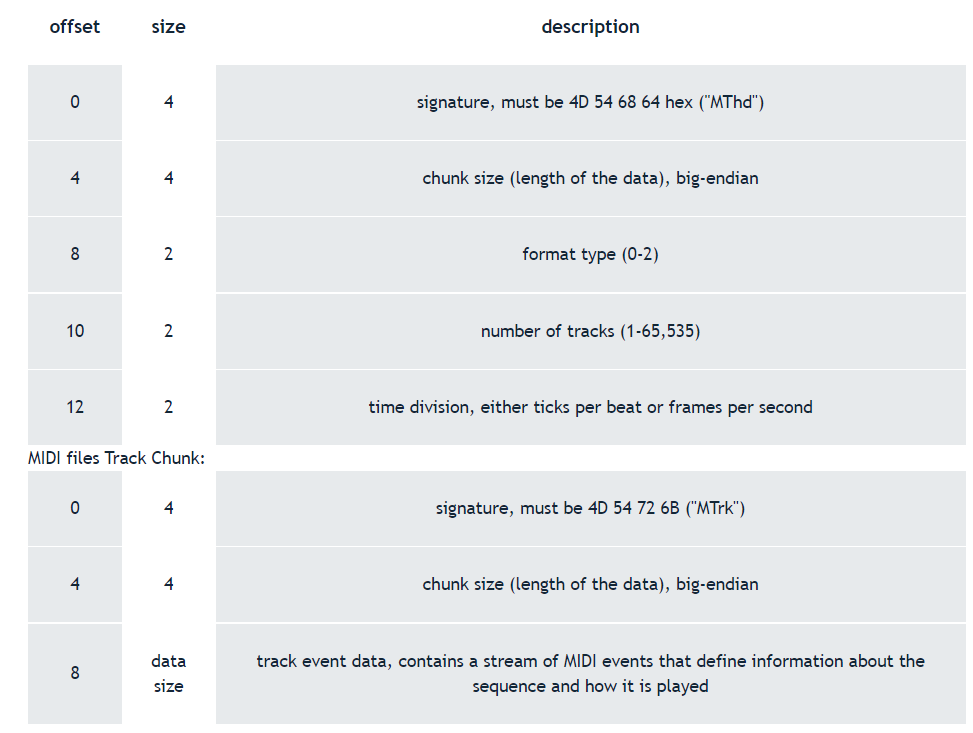 offset size description
0 4 signature, must be 4D 54 68 64 hex ("MThd")
4 4 chunk size (length of the data), big-endian
8 2 format type (0-2)
10 2 number of tracks (1-65,535)
12 2 time division, either ticks per beat or frames per second
MIDI files Track Chunk:
0 4 signature, must be 4D 54 72 6B ("MTrk")
4 4 chunk size (length of the data), big-endian
8 data size track event data, contains a stream of MIDI events that define information about the
sequence and how it is played